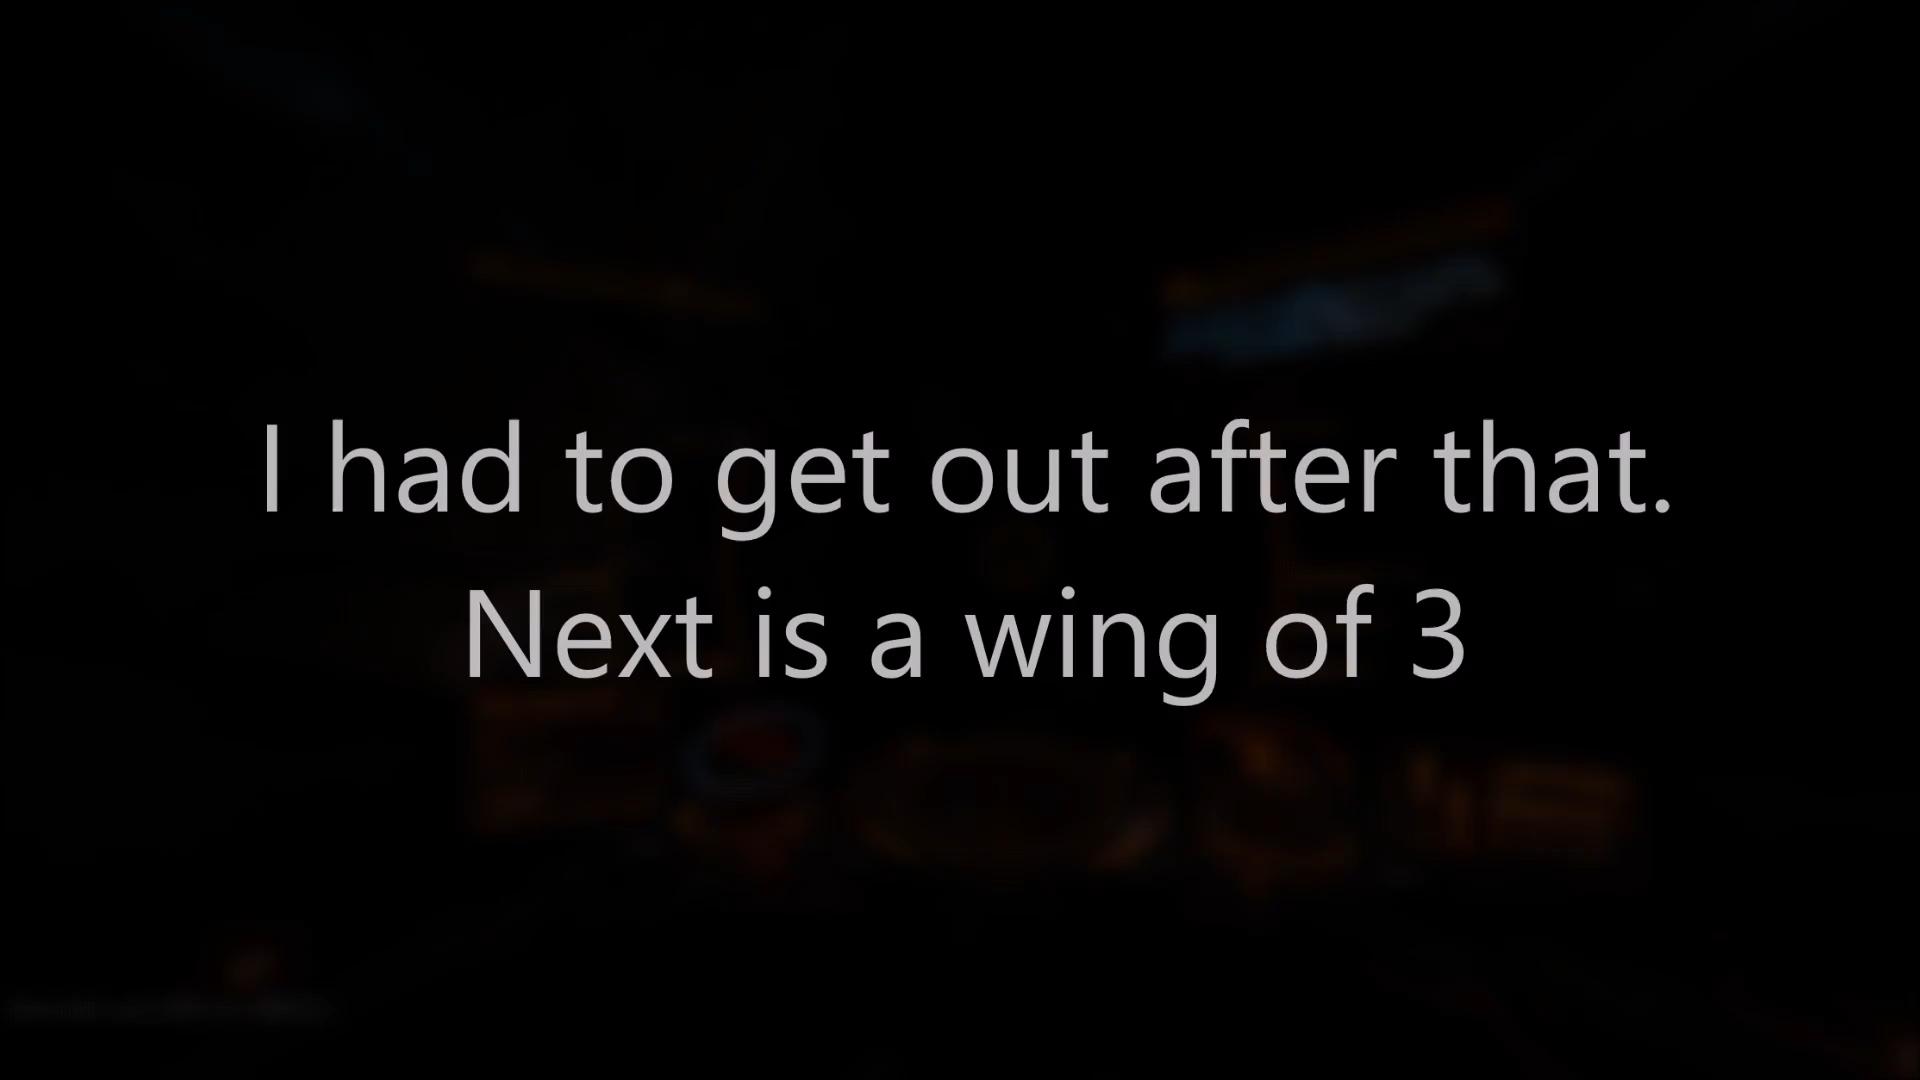 I had to get out after that.
Next is a wing of 3